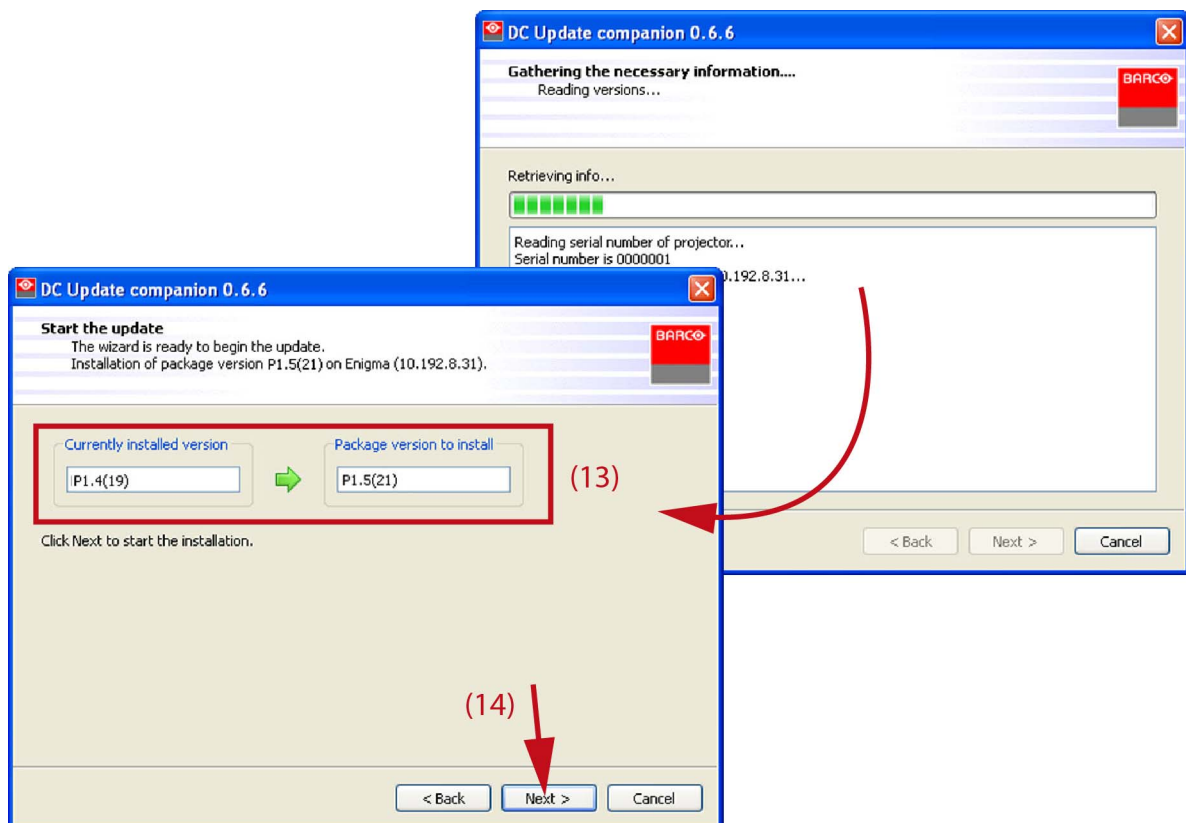 DC Update companion 0.6.6
Gathering the necessary information....
Reading versions...
BARCO
Retrieving info...
Reading serial number of projector...
Serial number is 0000001
.192.8.31...
< Back
Next >
Cancel
DC Update companion 0.6.6
Start the update
The wizard is ready to begin the update.
Installation of package version P1.5(21) on Enigma (10.192.8.31).
BARCO
Currently installed version
Package version to install
P1.4(19)
P1.5(21)
(13)
Click Next to start the installation.
(14)
< Back
Next >
Cancel